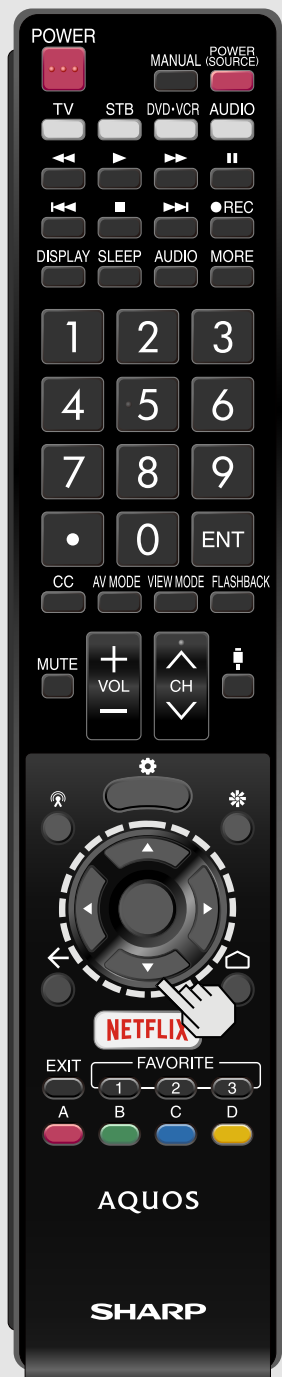 POWER
MANUAL POWER (SOURCE)
TV STB DVD•VCR AUDIO
●REC
DISPLAY SLEEP AUDIO MORE
1 2 3
4 5 6
7 8 9
• 0 ENT
CC AV MODE VIEW MODE FLASHBACK
MUTE + VOL − CH
NETFLIX
EXIT FAVORITE
1 2 3
A B C D
AQUOS
SHARP